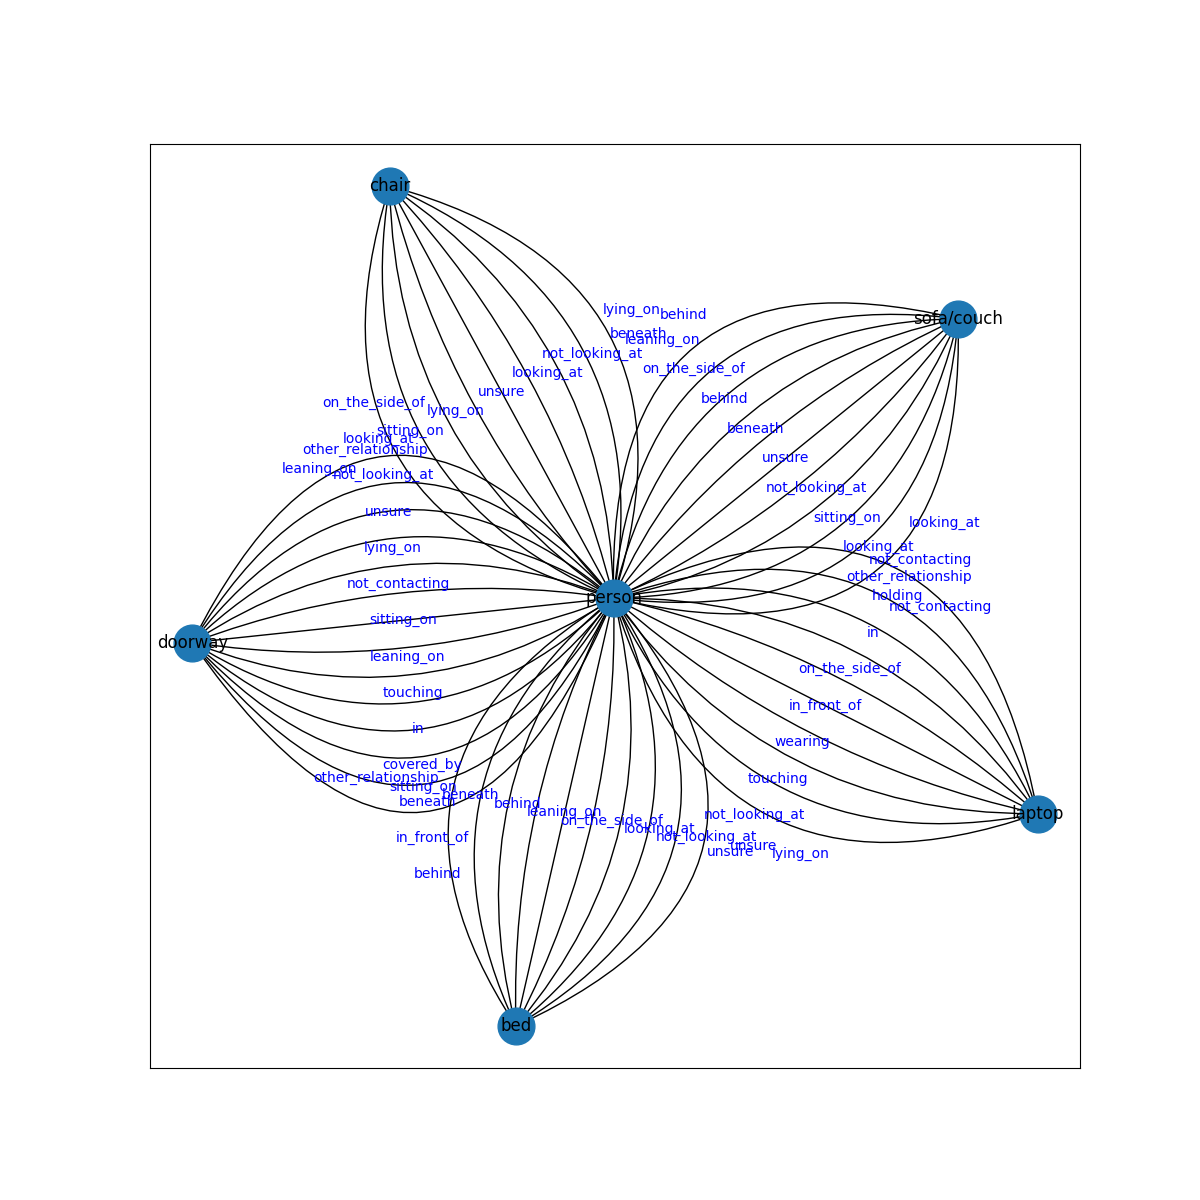 chair
lying_on
behind
sofa/couch
beneath
leaning_on
not_looking_at
on_the_side_of
looking_at
unsure
behind
on_the_side_of
lying_on
beneath
sitting_on
looking_at
other_relationship
unsure
leaning_on
not_looking_at
not_looking_at
unsure
sitting_on
looking_at
lying_on
looking_at
not_contacting
other_relationship
not_contacting
holding
person
not_contacting
sitting_on
in
doorway
leaning_on
on_the_side_of
touching
in_front_of
in
wearing
covered_by
other_relationship
touching
sitting_on
beneath
beneath
behind
leaning_on
not_looking_at
laptop
on_the_side_of
looking_at
in_front_of
not_looking_at
unsure
unsure
lying_on
behind
bed